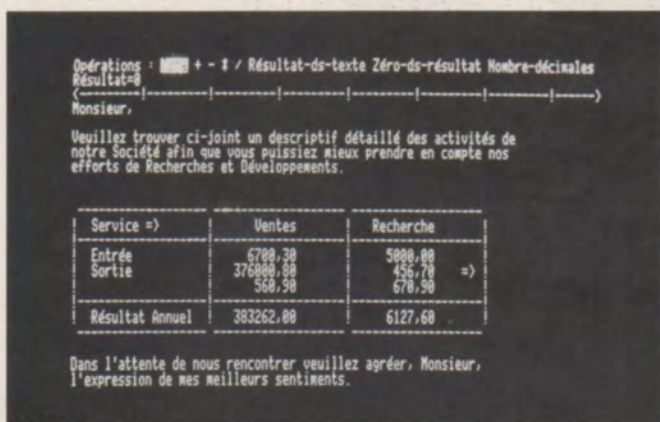 Opérations : + - * / Résultat-ds-texte Zéro-ds-résultat Nombre-décimales
Résultat=0
Monsieur,
Veuillez trouver ci-joint un descriptif détaillé des activités de
notre Société afin que vous puissiez mieux prendre en compte nos
efforts de Recherches et Développements.
Service => Ventes Recherche
Entrée 6700,30 5000,00
Sortie 376000,80 456,70 =>
560,90 670,90
Résultat Annuel 383262,00 6127,60
Dans l'attente de nous rencontrer veuillez agréer, Monsieur,
l'expression de mes meilleurs sentiments.